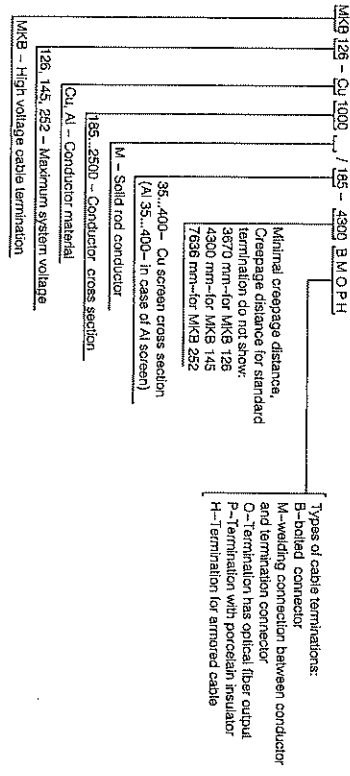 MKB 126 – Cu 1000 ... / 185 – 4300 B M O P H
Types of cable terminations:
B–bolted connector
M–welding connection between conductor
and termination connector
O–Termination has optical fiber output
P–Termination with porcelain insulator
H–Termination for armored cable
Minimal creepage distance,
Creepage distance for standard
termination do not show:
3670 mm–for MKB 126
4300 mm–for MKB 145
7636 mm–for MKB 252
35...400– Cu screen cross section
(Al 35...400– in case of Al screen)
M – Solid rod conductor
185...2500 – Conductor cross section
Cu, Al – Conductor material
126, 145, 252 – Maximum system voltage
MKB – High voltage cable termination